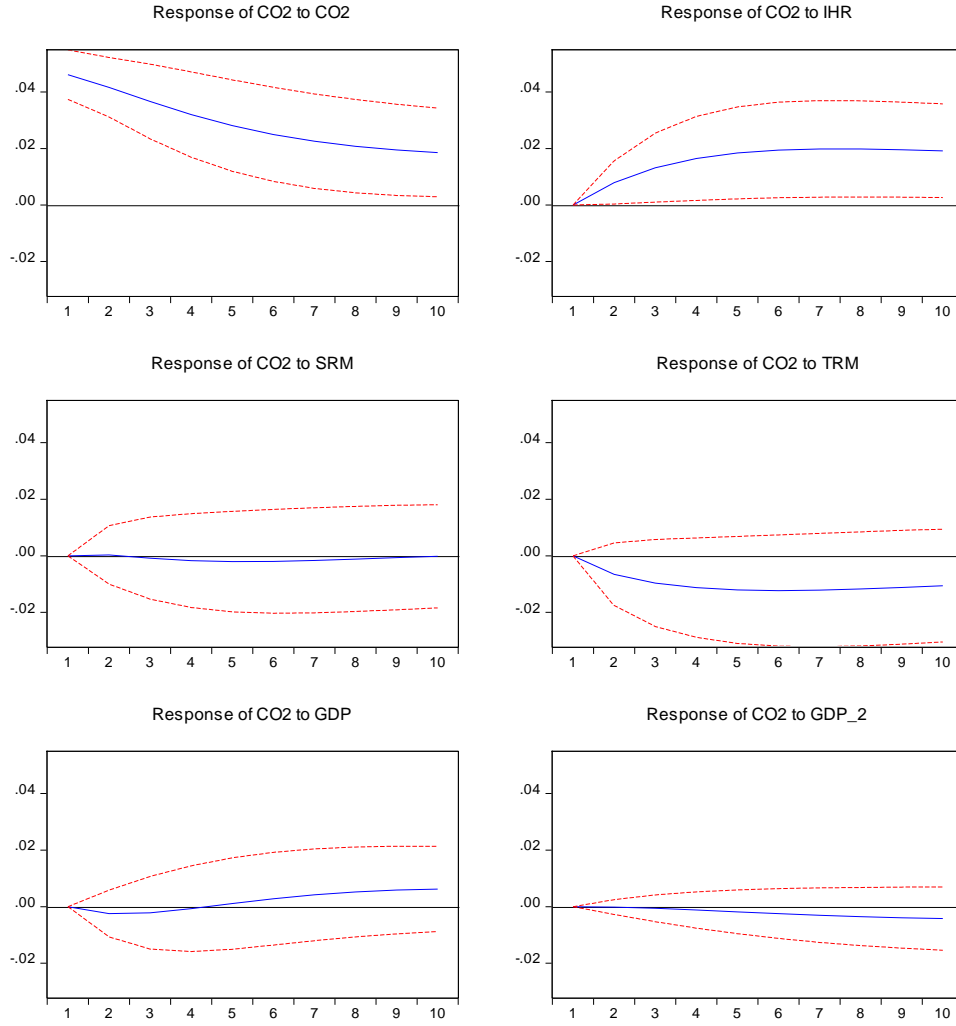 Response of CO2 to CO2
.04
.02
.00
-.02
1 2 3 4 5 6 7 8 9 10
Response of CO2 to IHR
.04
.02
.00
-.02
1 2 3 4 5 6 7 8 9 10
Response of CO2 to SRM
.04
.02
.00
-.02
1 2 3 4 5 6 7 8 9 10
Response of CO2 to TRM
.04
.02
.00
-.02
1 2 3 4 5 6 7 8 9 10
Response of CO2 to GDP
.04
.02
.00
-.02
1 2 3 4 5 6 7 8 9 10
Response of CO2 to GDP_2
.04
.02
.00
-.02
1 2 3 4 5 6 7 8 9 10